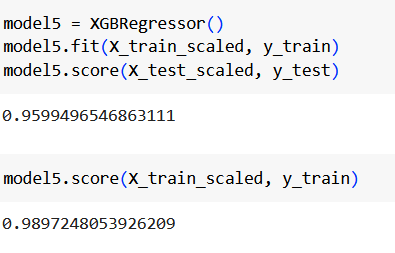 model5 = XGBRegressor()
model5.fit(X_train_scaled, y_train)
model5.score(X_test_scaled, y_test)
0.9599496546863111
model5.score(X_train_scaled, y_train)
0.9897248053926209